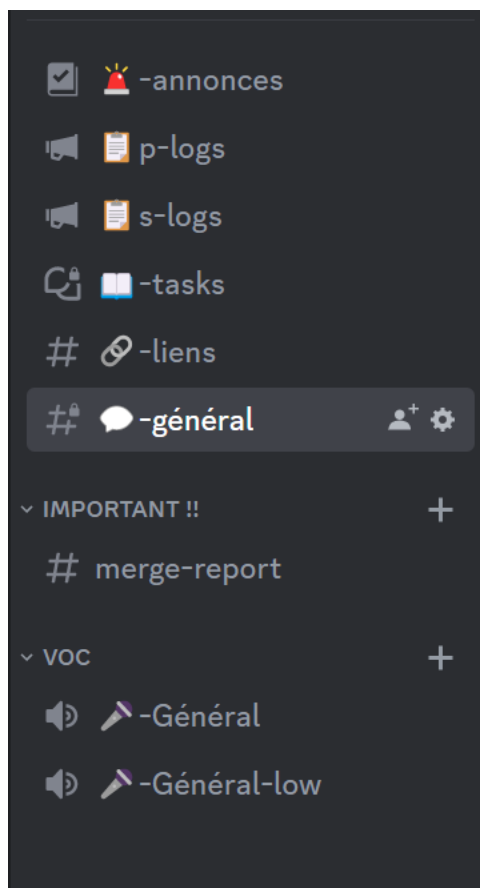 -annonces
p-logs
s-logs
-tasks
-liens
-général
IMPORTANT !!
merge-report
VOC
-Général
-Général-low